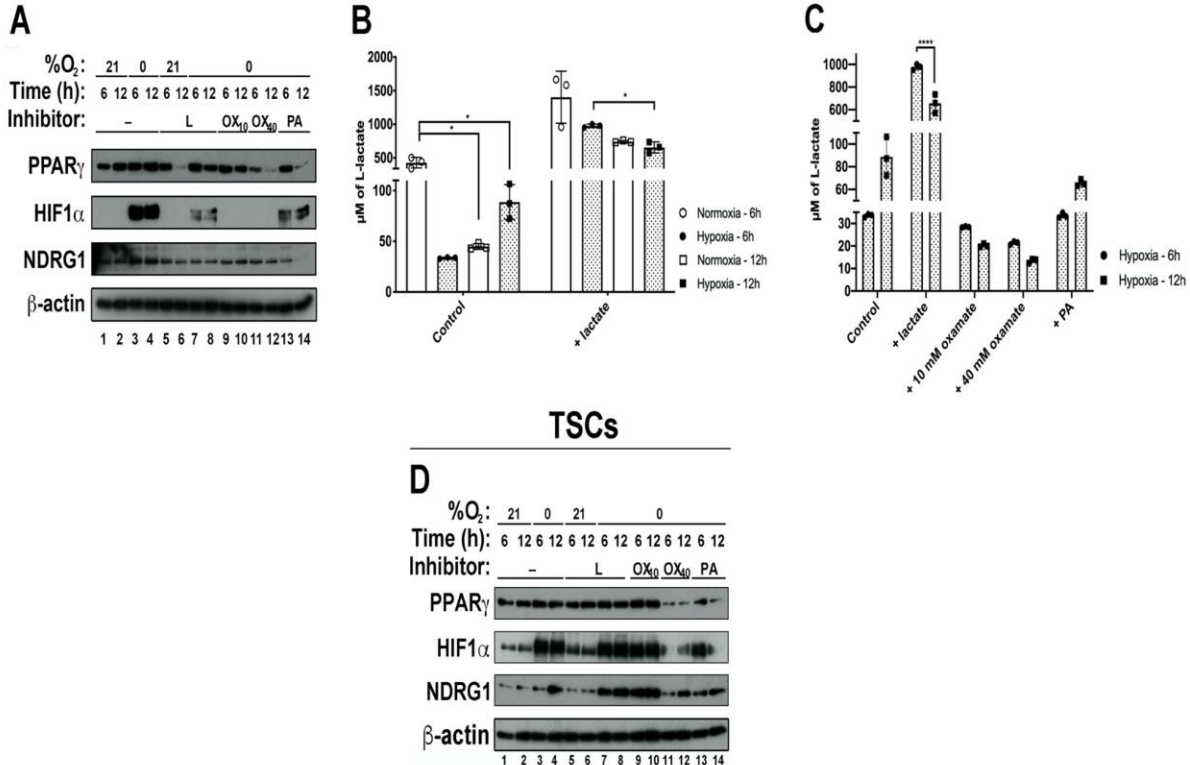 A
%O2: 21 0 21 0
Time (h): 6 12 6 12 6 12 6 12 6 12 6 12 6 12
Inhibitor: – L OX10 OX40 PA
PPARγ
HIF1α
NDRG1
β-actin
1 2 3 4 5 6 7 8 9 10 11 12 13 14
B
µM of L-lactate
2000
1500
1000
500
100
50
0
*
*
*
Control
+ lactate
Normoxia - 6h
Hypoxia - 6h
Normoxia - 12h
Hypoxia - 12h
C
µM of L-lactate
1000
800
600
100
80
60
30
20
10
0
****
Control
+ lactate
+ 10 mM oxamate
+ 40 mM oxamate
+ PA
Hypoxia - 6h
Hypoxia - 12h
TSCs
D
%O2: 21 0 21 0
Time (h): 6 12 6 12 6 12 6 12 6 12 6 12 6 12
Inhibitor: – L OX10 OX40 PA
PPARγ
HIF1α
NDRG1
β-actin
1 2 3 4 5 6 7 8 9 10 11 12 13 14